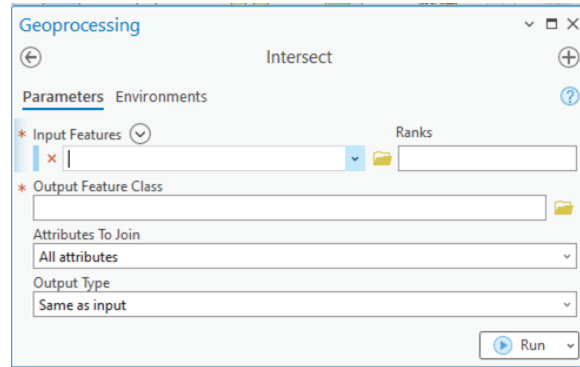 Geoprocessing
Intersect
Parameters Environments
* Input Features Ranks
* Output Feature Class
Attributes To Join
All attributes
Output Type
Same as input
Run